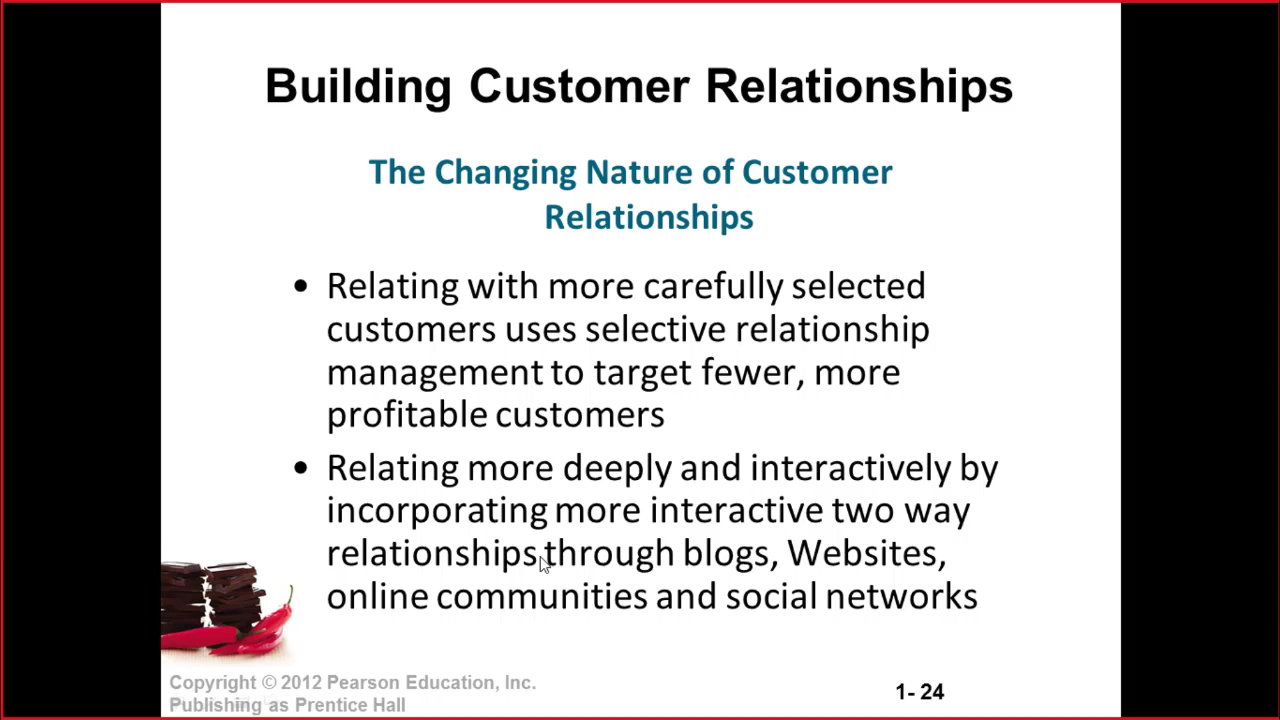 Building Customer Relationships
The Changing Nature of Customer
Relationships
• Relating with more carefully selected
customers uses selective relationship
management to target fewer, more
profitable customers
• Relating more deeply and interactively by
incorporating more interactive two way
relationships through blogs, Websites,
online communities and social networks
Copyright © 2012 Pearson Education, Inc.
Publishing as Prentice Hall
1- 24